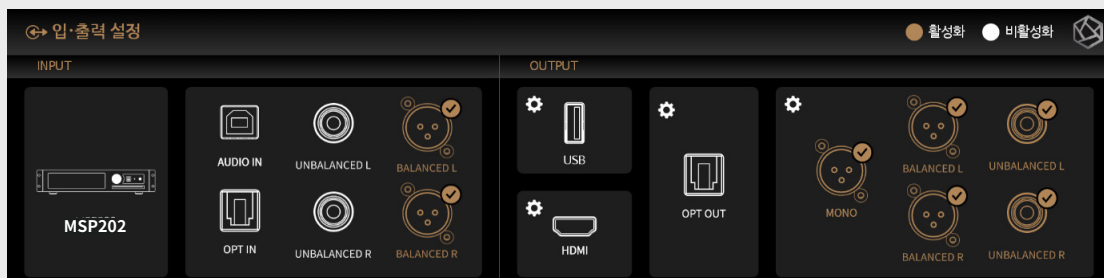 입·출력 설정
활성화
비활성화
INPUT
OUTPUT
MSP202
AUDIO IN
UNBALANCED L
BALANCED L
OPT IN
UNBALANCED R
BALANCED R
USB
HDMI
OPT OUT
MONO
BALANCED L
UNBALANCED L
BALANCED R
UNBALANCED R